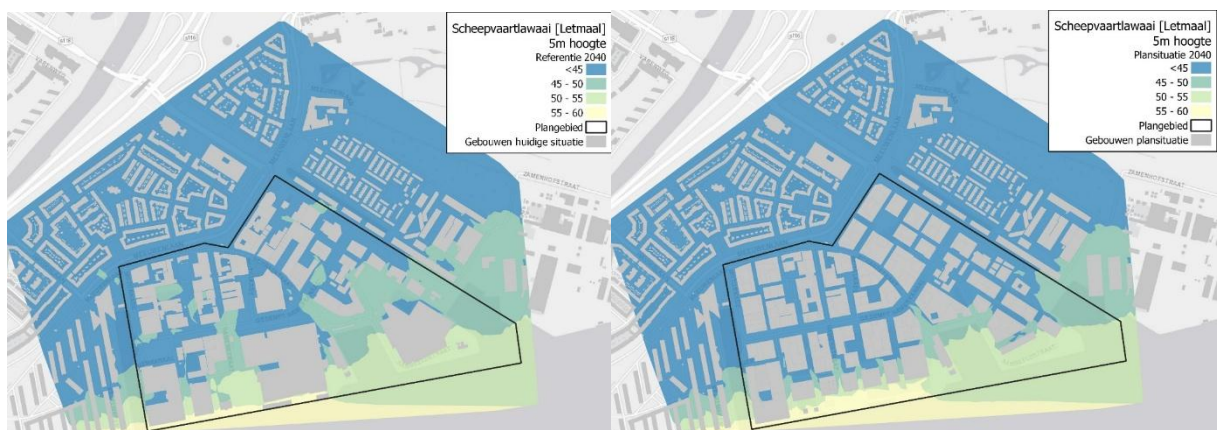 Scheepvaartlawaai [Letmaal]
5m hoogte
Referentie 2040
<45
45 - 50
50 - 55
55 - 60
Plangebied
Gebouwen huidige situatie
Scheepvaartlawaai [Letmaal]
5m hoogte
Plansituatie 2040
<45
45 - 50
50 - 55
55 - 60
Plangebied
Gebouwen plansituatie
ZAMENHOFSTRAAT
ZAMENHOFSTRAAT